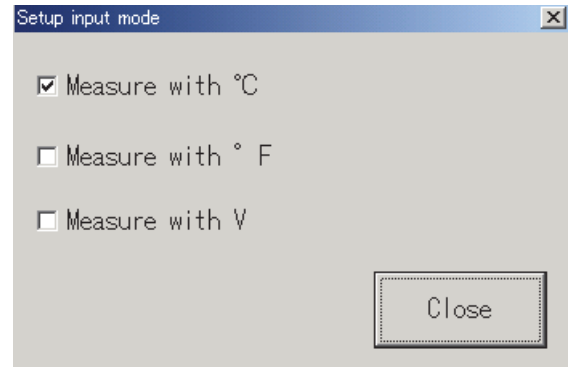 Setup input mode
Measure with ℃
Measure with ° F
Measure with V
Close